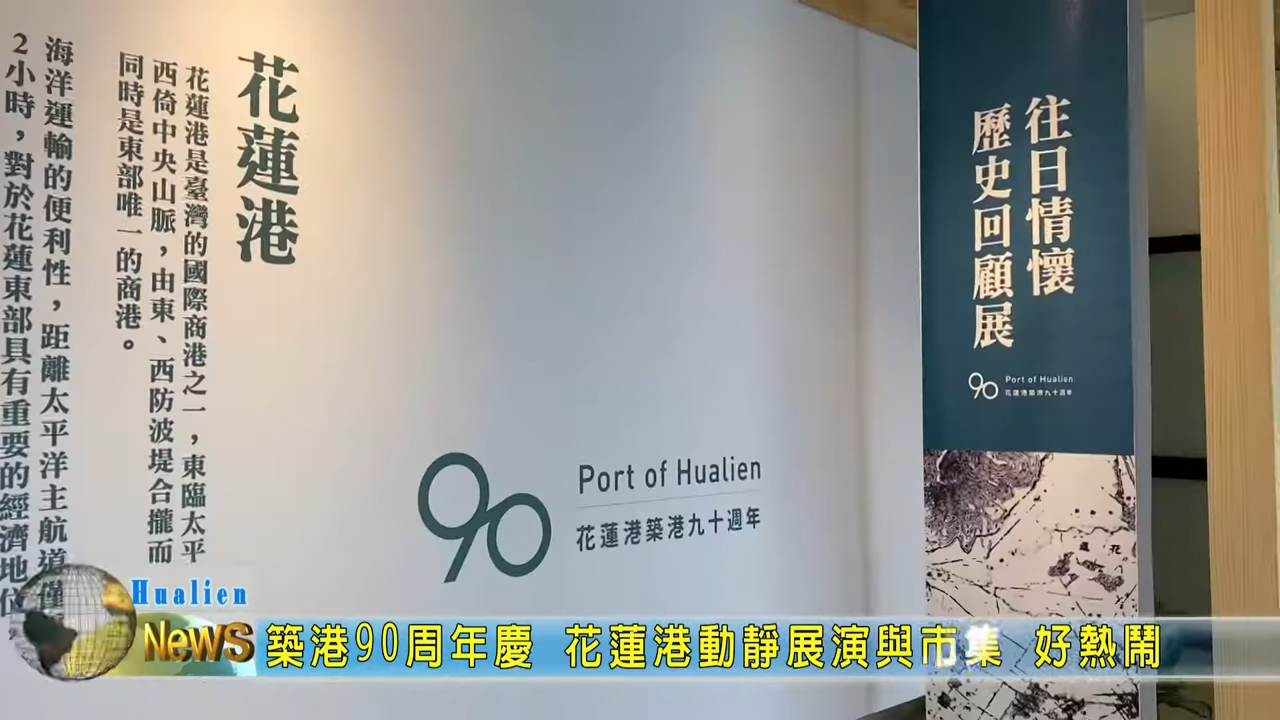 花蓮港
花蓮港是臺灣的國際商港之一，東臨太平
西倚中央山脈，由東、西防波堤合攏而
同時是東部唯一的商港。
海洋運輸的便利性，距離太平洋主航道僅
2小時，對於花蓮東部具有重要的經濟地位，
90
Port of Hualien
花蓮港築港九十週年
往日情懷
歷史回顧展
90
Port of Hualien
花蓮港築港九十週年
蓮花
Hualien
News
築港90周年慶 花蓮港動靜展演與市集 好熱鬧